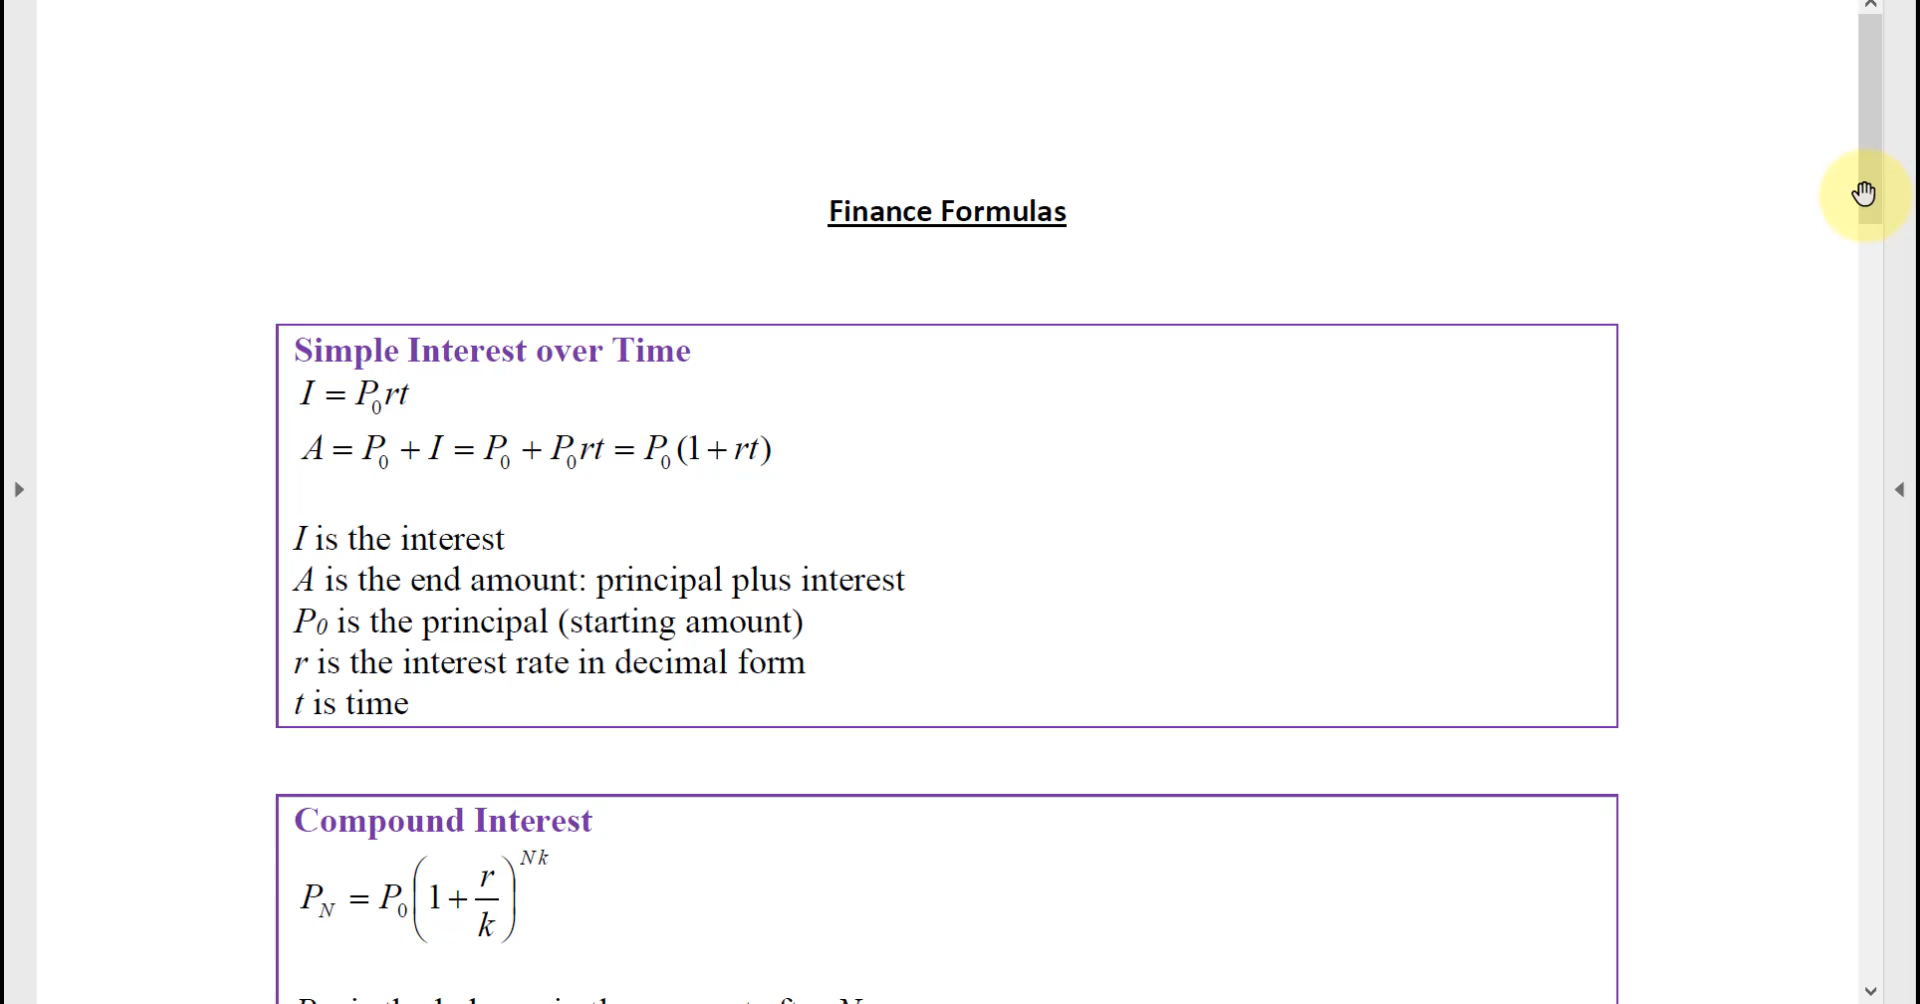 Finance Formulas
Simple Interest over Time
I = P₀rt
A = P₀ + I = P₀ + P₀rt = P₀(1 + rt)
I is the interest
A is the end amount: principal plus interest
P₀ is the principal (starting amount)
r is the interest rate in decimal form
t is time
Compound Interest
P_N = P₀(1 + r/k)^{Nk}